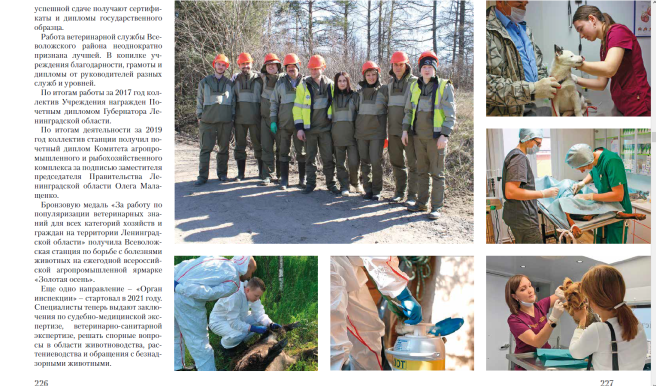 успешной сдаче получают сертифи-
каты и дипломы государственного
образца.
Работа ветеринарной службы Все-
воложского района неоднократно
признана лучшей. В копилке уч-
реждения благодарности, грамоты и
дипломы от руководителей разных
служб и уровней.
По итогам работы за 2017 год кол-
лектив Учреждения награжден По-
четным дипломом Губернатора Ле-
нинградской области.
По итогам деятельности за 2019
год коллектив станции получил по-
четный диплом Комитета агропро-
мышленного и рыбохозяйственного
комплекса за подписью заместителя
председателя Правительства Ле-
нинградской области Олега Мала-
щенко.
Бронзовую медаль «За работу по
популяризации ветеринарных зна-
ний для всех категорий хозяйств и
граждан на территории Ленинград-
ской области» получила Всеволож-
ская станция по борьбе с болезнями
животных на ежегодной всероссий-
ской агропромышленной ярмарке
«Золотая осень».
Еще одно направление – «Орган
инспекции» – стартовал в 2021 году.
Специалисты теперь выдают заклю-
чения по судебно-медицинской экс-
пертизе, ветеринарно-санитарной
экспертизе, решать спорные вопро-
сы в области животноводства, рас-
тениеводства и обращения с безнад-
зорными животными.
226
227